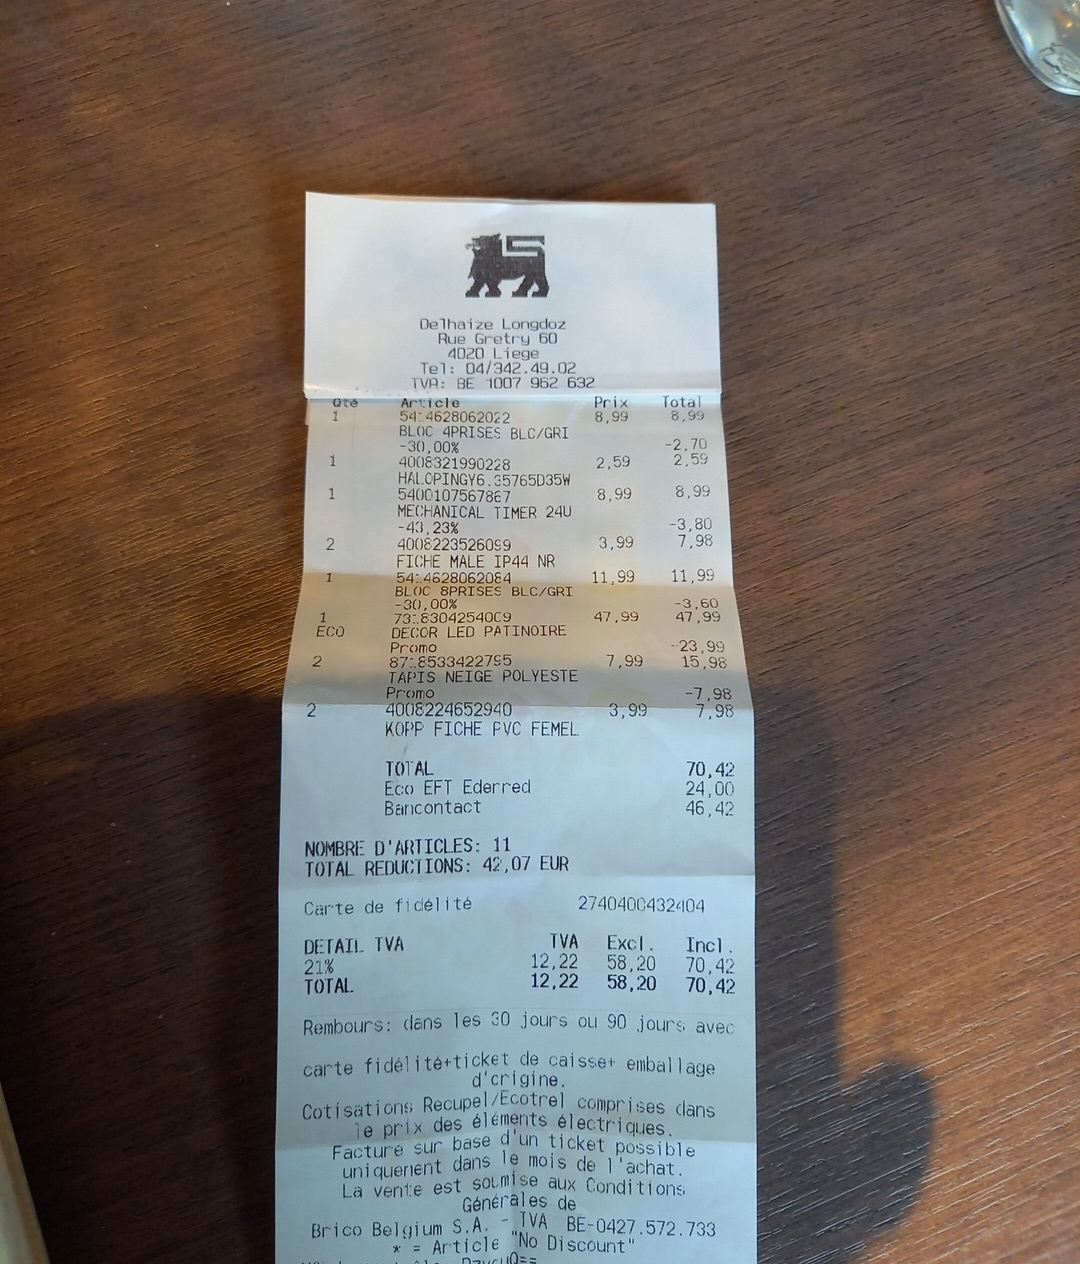 Delhaize Longdoz
Rue Gretry 60
4020 Liege
Tel: 04/342.49.02
TVA: BE 1007 962 632
Qté Article Prix Total
1 5414628062022 8,99 8,99
BLOC 4PRISES BLC/GRI
-30,00% -2,70
1 4008321990228 2,59 2,59
HALOPINGY6.35765D35W
1 5400107567867 8,99 8,99
MECHANICAL TIMER 24U
-43,23% -3,80
2 4008223526099 3,99 7,98
FICHE MALE IP44 NR
1 5414628062084 11,99 11,99
BLOC 8PRISES BLC/GRI
-30,00% -3,60
1 7318304254009 47,99 47,99
ECO DECOR LED PATINOIRE
Promo -23,99
2 8718533422795 7,99 15,98
TAPIS NEIGE POLYESTE
Promo -7,98
2 4008224652940 3,99 7,98
KOPP FICHE PVC FEMEL
TOTAL 70,42
Eco EFT Ederred 24,00
Bancontact 46,42
NOMBRE D'ARTICLES: 11
TOTAL REDUCTIONS: 42,07 EUR
Carte de fidélité 2740400432404
DETAIL TVA TVA Excl. Incl.
21% 12,22 58,20 70,42
TOTAL 12,22 58,20 70,42
Rembours: dans les 30 jours ou 90 jours avec
carte fidélité+ticket de caisse+ emballage
d'origine.
Cotisations Recupel/Ecotrel comprises dans
le prix des éléments électriques.
Facture sur base d'un ticket possible
uniquement dans le mois de l'achat.
La vente est soumise aux Conditions
Générales de
Brico Belgium S.A. - TVA BE-0427.572.733
* = Article "No Discount"